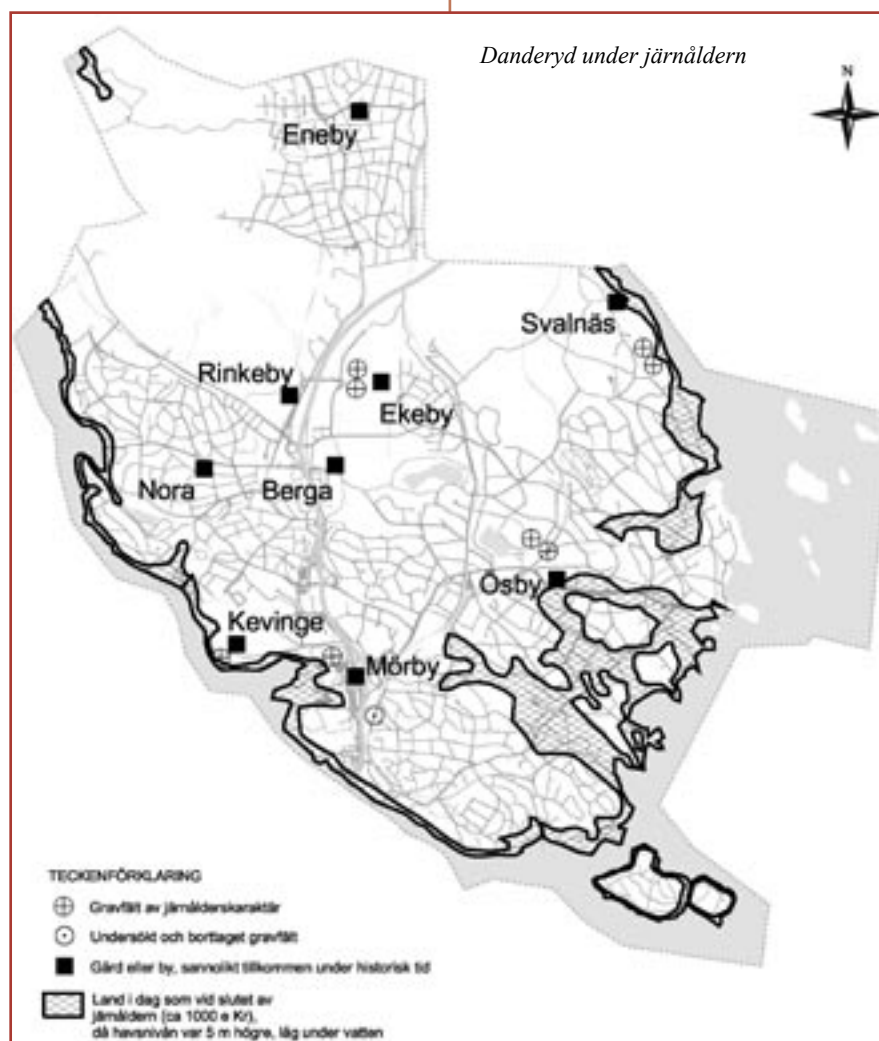 Danderyd under järnåldern
N
Eneby
Svalnäs
Rinkeby
Ekeby
Nora
Berga
Ösby
Kevinge
Mörby
TECKENFÖRKLARING
Gravfält av järnålderskaraktär
Undersökt och borttaget gravfält
Gård eller by, sannolikt tillkommen under historisk tid
Land i dag som vid slutet av
järnåldern (ca 1000 e Kr),
då havsnivån var 5 m högre, låg under vatten